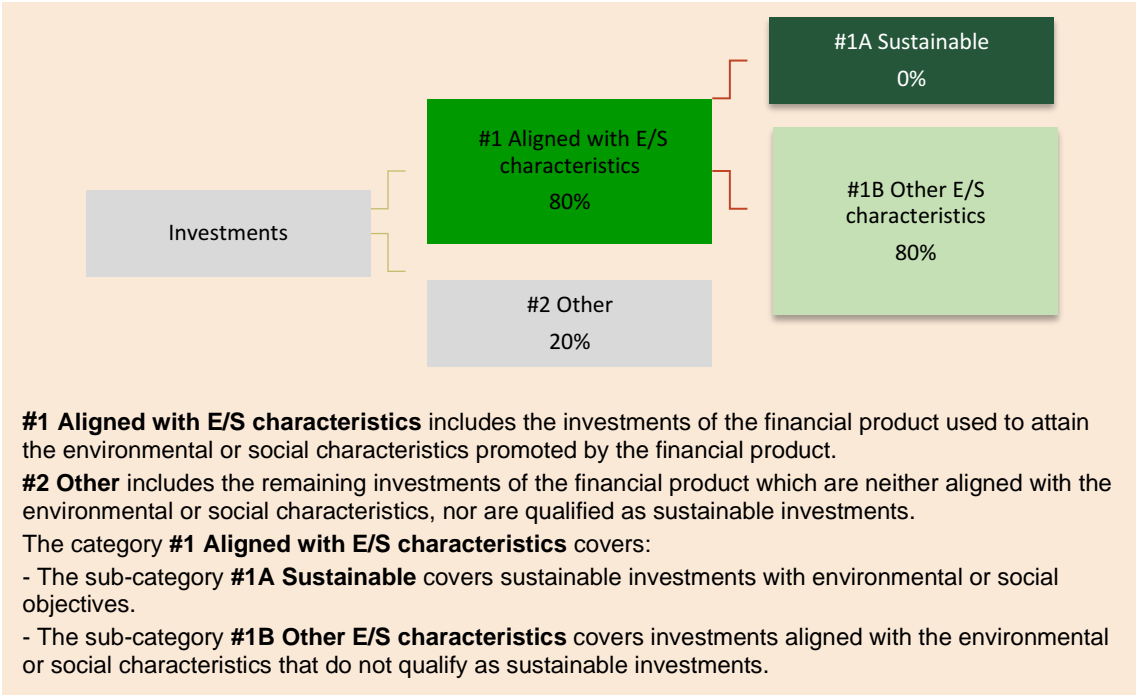 #1A Sustainable
0%
#1 Aligned with E/S
characteristics
80%
#1B Other E/S
characteristics
80%
Investments
#2 Other
20%
#1 Aligned with E/S characteristics includes the investments of the financial product used to attain
the environmental or social characteristics promoted by the financial product.
#2 Other includes the remaining investments of the financial product which are neither aligned with the
environmental or social characteristics, nor are qualified as sustainable investments.
The category #1 Aligned with E/S characteristics covers:
- The sub-category #1A Sustainable covers sustainable investments with environmental or social
objectives.
- The sub-category #1B Other E/S characteristics covers investments aligned with the environmental
or social characteristics that do not qualify as sustainable investments.